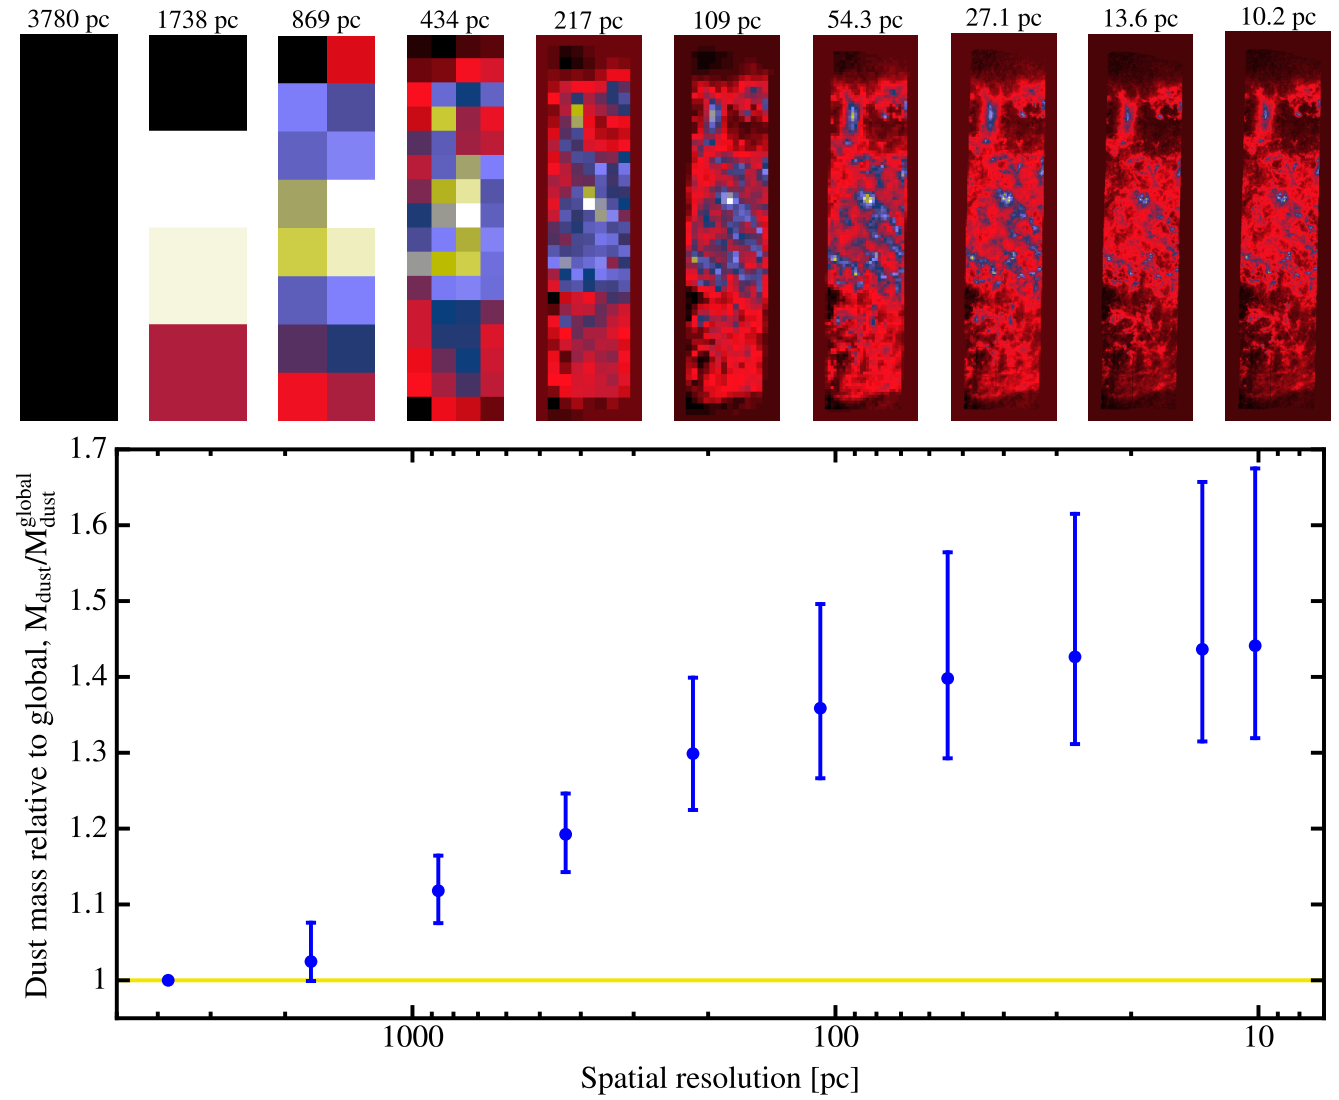 3780 pc 1738 pc 869 pc 434 pc 217 pc 109 pc 54.3 pc 27.1 pc 13.6 pc 10.2 pc
Dust mass relative to global, M_dust/M_dust^global
1.7
1.6
1.5
1.4
1.3
1.2
1.1
1
1000 100 10
Spatial resolution [pc]